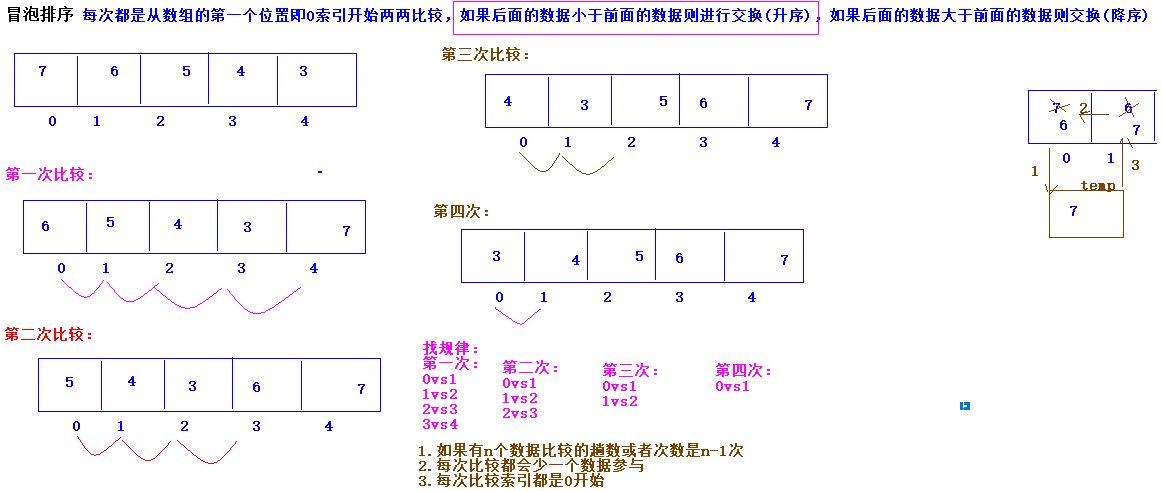 冒泡排序 每次都是从数组的第一个位置即0索引开始两两比较，如果后面的数据小于前面的数据则进行交换(升序)，如果后面的数据大于前面的数据则交换(降序)
7 6 5 4 3
0 1 2 3 4
第一次比较：
6 5 4 3 7
0 1 2 3 4
第二次比较：
5 4 3 6 7
0 1 2 3 4
第三次比较：
4 3 5 6 7
0 1 2 3 4
第四次：
3 4 5 6 7
0 1 2 3 4
找规律：
第一次：
0vs1
1vs2
2vs3
3vs4
第二次：
0vs1
1vs2
2vs3
第三次：
0vs1
1vs2
第四次：
0vs1
1.如果有n个数据比较的趟数或者次数是n-1次
2.每次比较都会少一个数据参与
3.每次比较索引都是0开始
7 2 6
6 7
0 1
1 3
temp
7